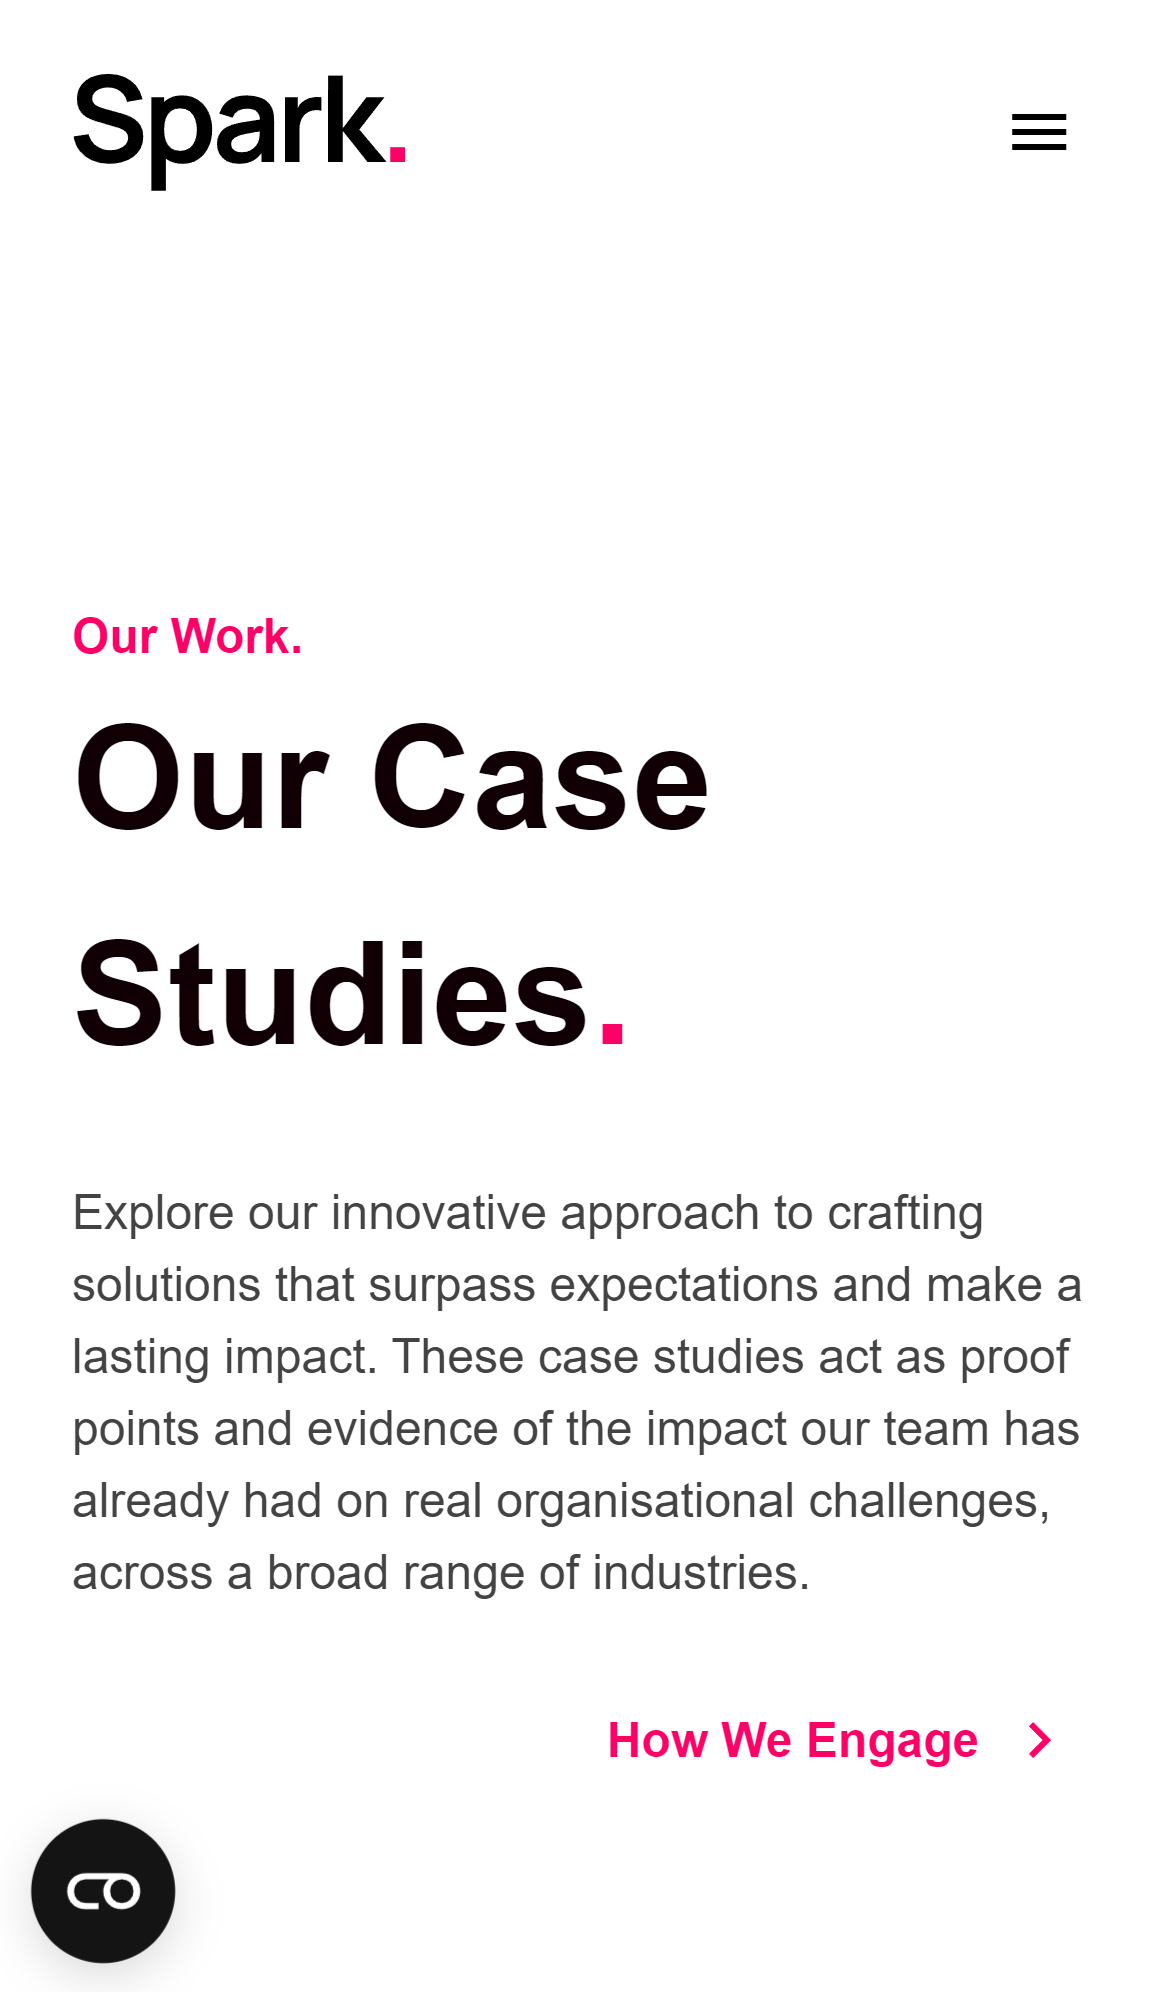 Spark.
Our Work.
Our Case
Studies.
Explore our innovative approach to crafting
solutions that surpass expectations and make a
lasting impact. These case studies act as proof
points and evidence of the impact our team has
already had on real organisational challenges,
across a broad range of industries.
How We Engage